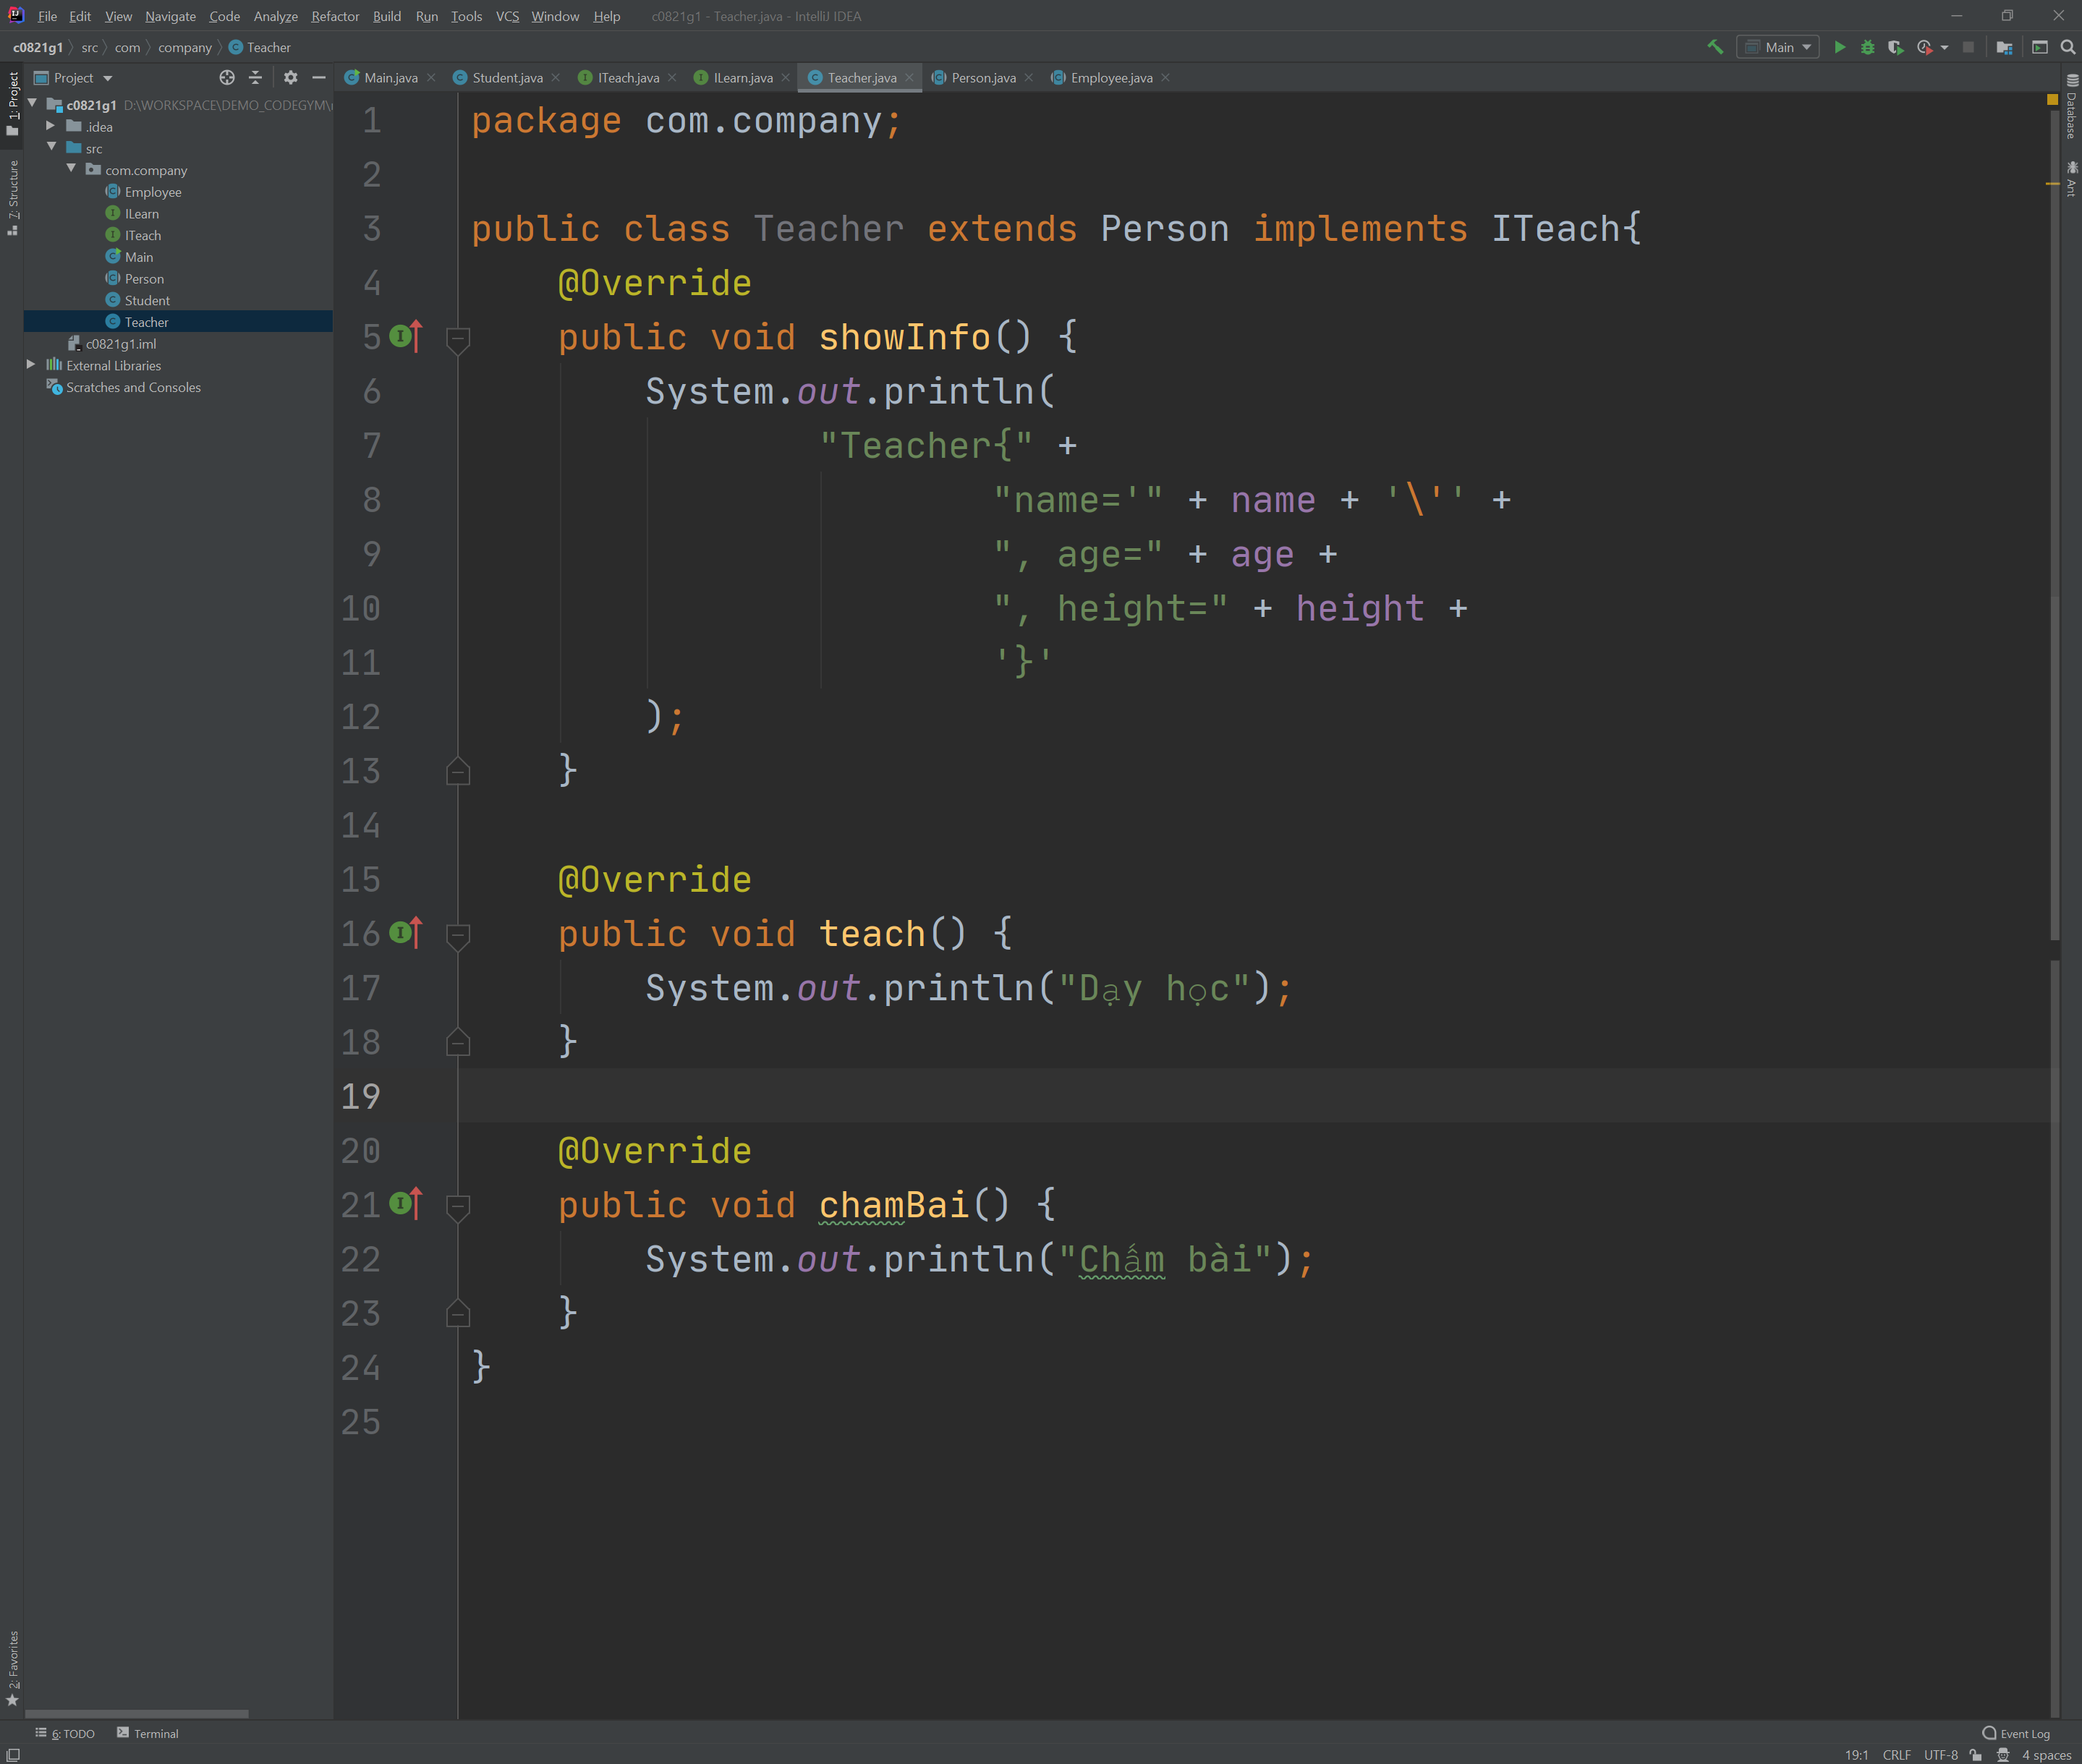 File Edit View Navigate Code Analyze Refactor Build Run Tools VCS Window Help c0821g1 - Teacher.java - IntelliJ IDEA
c0821g1 src com company Teacher Main
1: Project
7: Structure
2: Favorites
Project
c0821g1 D:\WORKSPACE\DEMO_CODEGYM\
.idea
src
com.company
Employee
ILearn
ITeach
Main
Person
Student
Teacher
c0821g1.iml
External Libraries
Scratches and Consoles
Main.java Student.java ITeach.java ILearn.java Teacher.java Person.java Employee.java
1 package com.company;
2
3 public class Teacher extends Person implements ITeach{
4 @Override
5 public void showInfo() {
6 System.out.println(
7 "Teacher{" +
8 "name='" + name + '\'' +
9 ", age=" + age +
10 ", height=" + height +
11 '}'
12 );
13 }
14
15 @Override
16 public void teach() {
17 System.out.println("Dạy học");
18 }
19
20 @Override
21 public void chamBai() {
22 System.out.println("Chấm bài");
23 }
24 }
25
Database
Ant
6: TODO Terminal Event Log
19:1 CRLF UTF-8 4 spaces